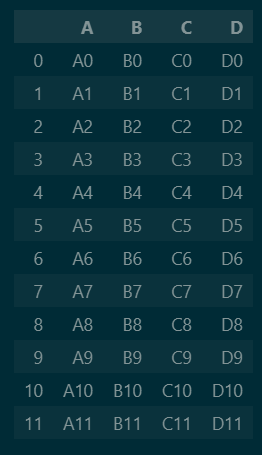 A B C D
0 A0 B0 C0 D0
1 A1 B1 C1 D1
2 A2 B2 C2 D2
3 A3 B3 C3 D3
4 A4 B4 C4 D4
5 A5 B5 C5 D5
6 A6 B6 C6 D6
7 A7 B7 C7 D7
8 A8 B8 C8 D8
9 A9 B9 C9 D9
10 A10 B10 C10 D10
11 A11 B11 C11 D11